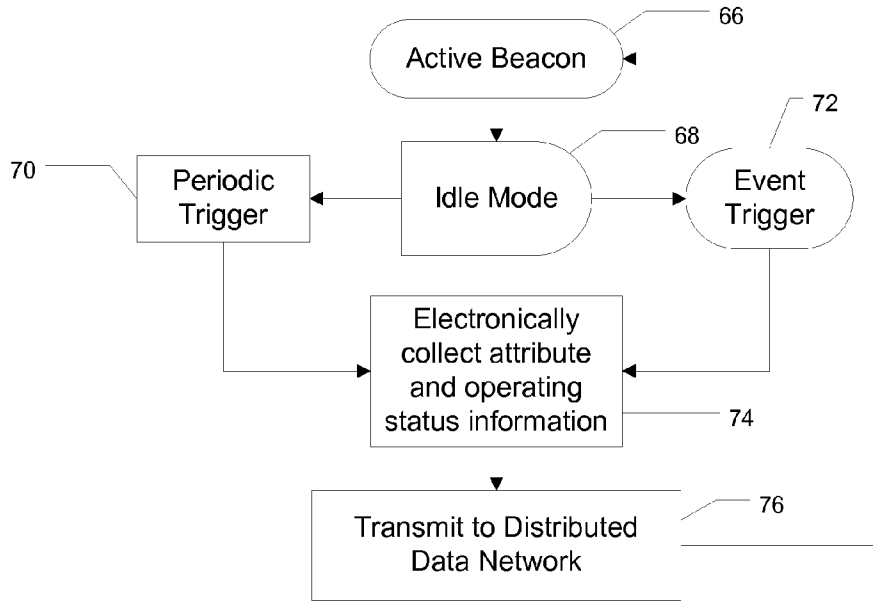 66
Active Beacon
72
68
70
Periodic
Trigger
Idle Mode
Event
Trigger
Electronically
collect attribute
and operating
status information
74
76
Transmit to Distributed
Data Network